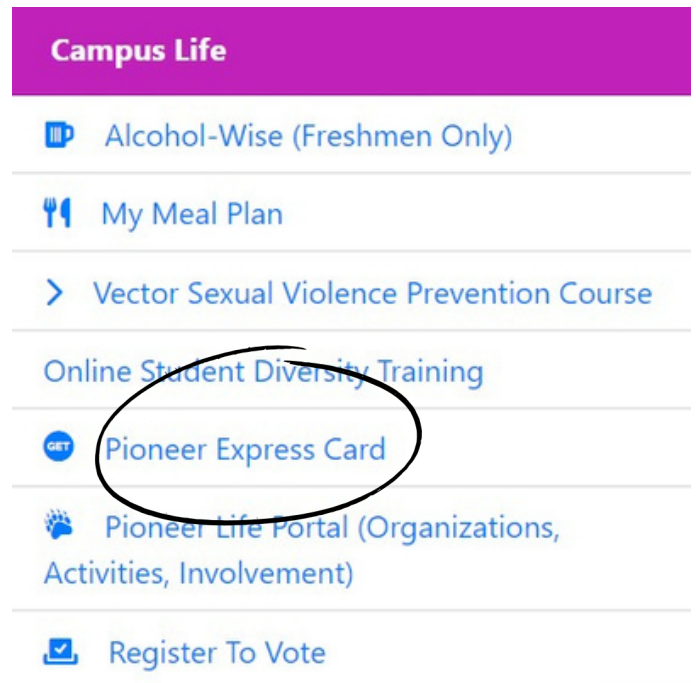 Campus Life
Alcohol-Wise (Freshmen Only)
My Meal Plan
Vector Sexual Violence Prevention Course
Online Student Diversity Training
GET Pioneer Express Card
Pioneer Life Portal (Organizations,
Activities, Involvement)
Register To Vote